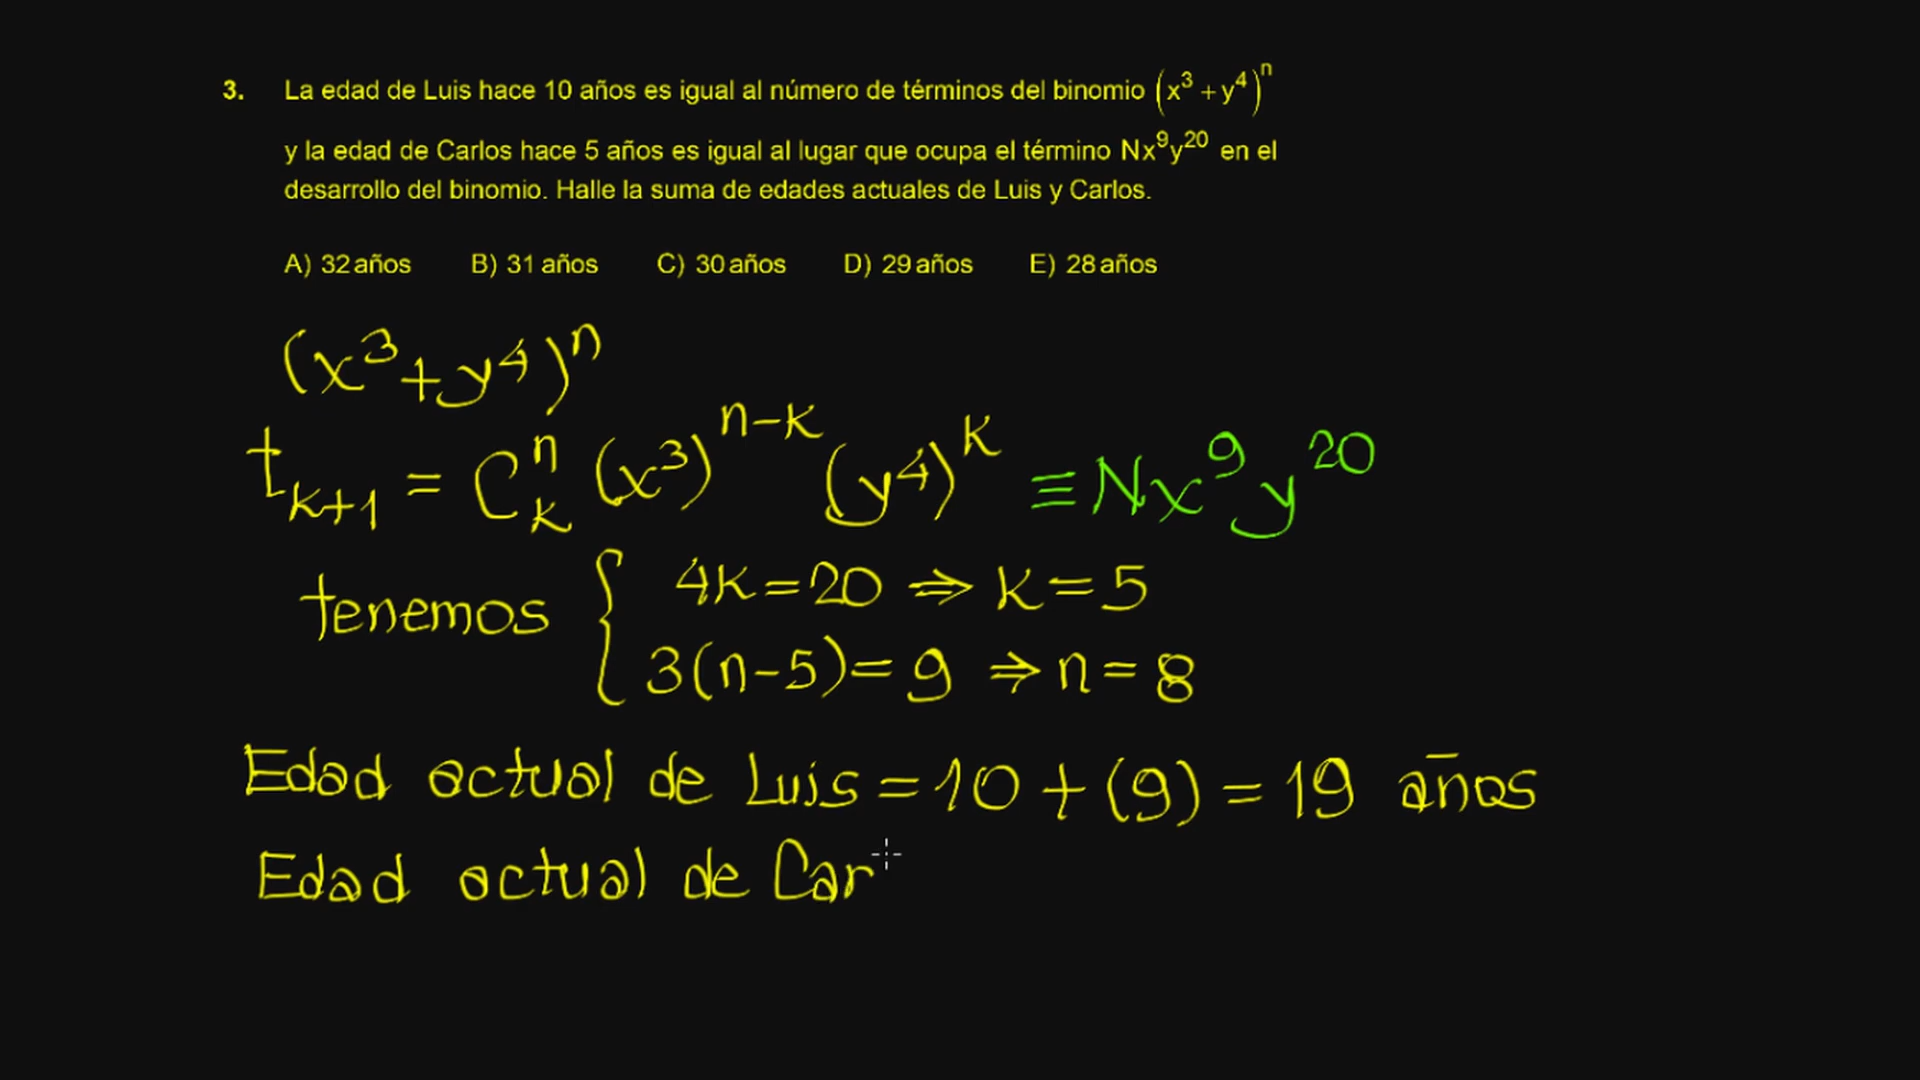 3. La edad de Luis hace 10 años es igual al número de términos del binomio (x³ + y⁴)ⁿ
y la edad de Carlos hace 5 años es igual al lugar que ocupa el término Nx⁹y²⁰ en el
desarrollo del binomio. Halle la suma de edades actuales de Luis y Carlos.
A) 32 años B) 31 años C) 30 años D) 29 años E) 28 años
(x³+y⁴)ⁿ
t_{k+1} = C_k^n (x³)^{n-k} (y⁴)^k ≡ Nx⁹y²⁰
tenemos { 4k=20 ⇒ k=5
3(n-5)=9 ⇒ n=8
Edad actual de Luis = 10 + (9) = 19 años
Edad actual de Car